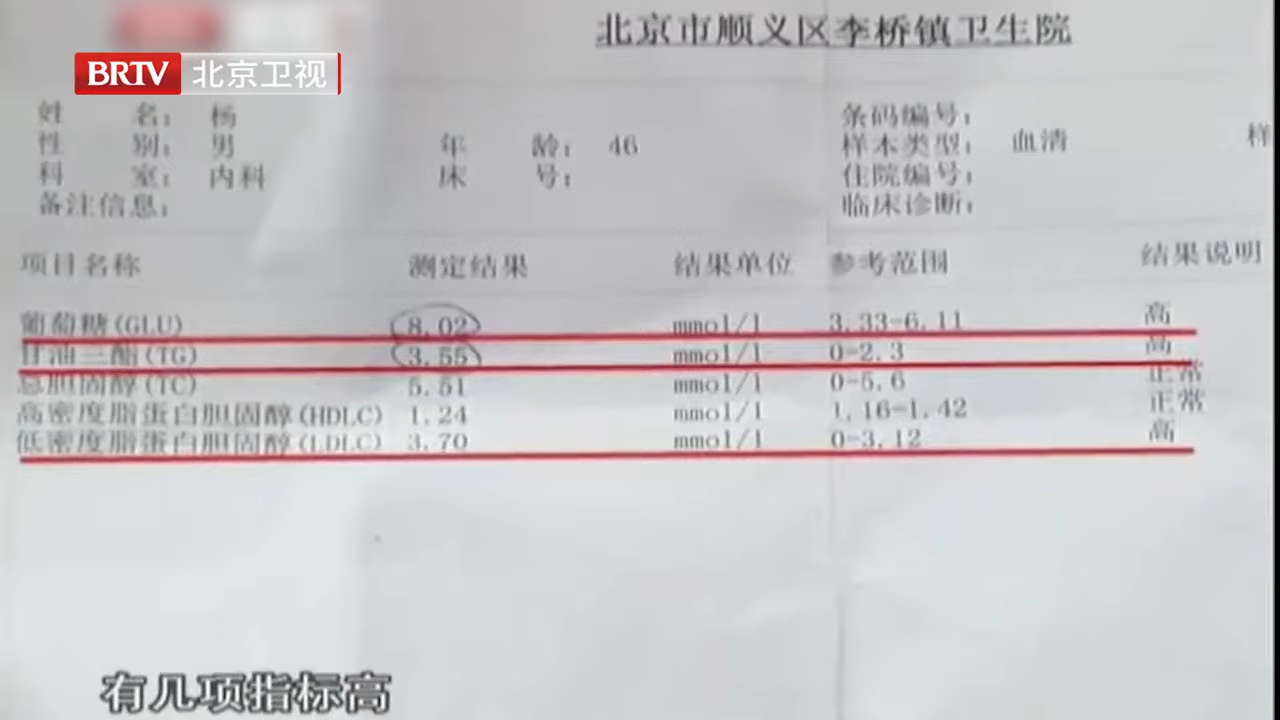 北京市顺义区李桥镇卫生院
BRTV 北京卫视
姓 名: 杨 条码编号:
性 别: 男 年 龄: 46 样本类型: 血清 样
科 室: 内科 床 号: 住院编号:
备注信息: 临床诊断:
项目名称 测定结果 结果单位 参考范围 结果说明
葡萄糖(GLU) 8.02 mmol/l 3.33-6.11 高
甘油三酯(TG) 3.55 mmol/l 0-2.3 高
总胆固醇(TC) 5.51 mmol/l 0-5.6 正常
高密度脂蛋白胆固醇(HDLC) 1.24 mmol/l 1.16-1.42 正常
低密度脂蛋白胆固醇(LDLC) 3.70 mmol/l 0-3.12 高
有几项指标高